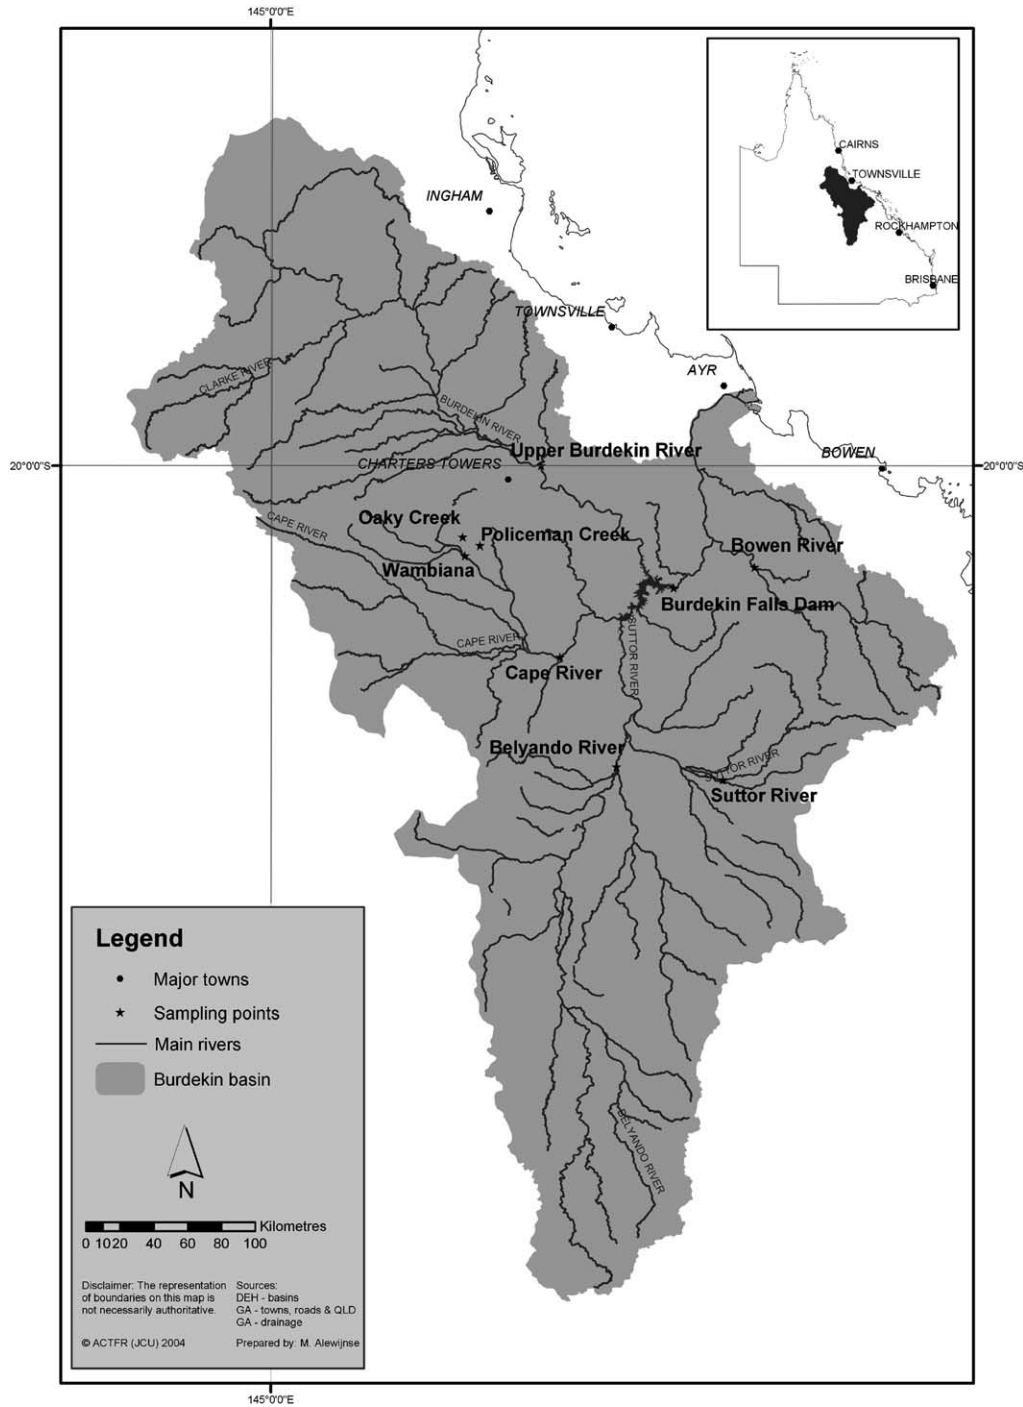 145°0'0"E
CAIRNS
TOWNSVILLE
ROCKHAMPTON
BRISBANE
INGHAM
TOWNSVILLE
AYR
CLARKE RIVER
BURDEKIN RIVER
Upper Burdekin River
BOWEN
20°0'0"S
CHARTERS TOWERS
20°0'0"S
CAPE RIVER
Oaky Creek
Policeman Creek
Bowen River
Wambiana
Burdekin Falls Dam
SUTTOR RIVER
CAPE RIVER
Cape River
Belyando River
SUTTOR RIVER
Suttor River
BELYANDO RIVER
Legend
Major towns
Sampling points
Main rivers
Burdekin basin
N
Kilometres
0 10 20 40 60 80 100
Disclaimer: The representation
of boundaries on this map is
not necessarily authoritative.
© ACTFR (JCU) 2004
Sources:
DEH - basins
GA - towns, roads & QLD
GA - drainage
Prepared by: M. Alewijnse
145°0'0"E